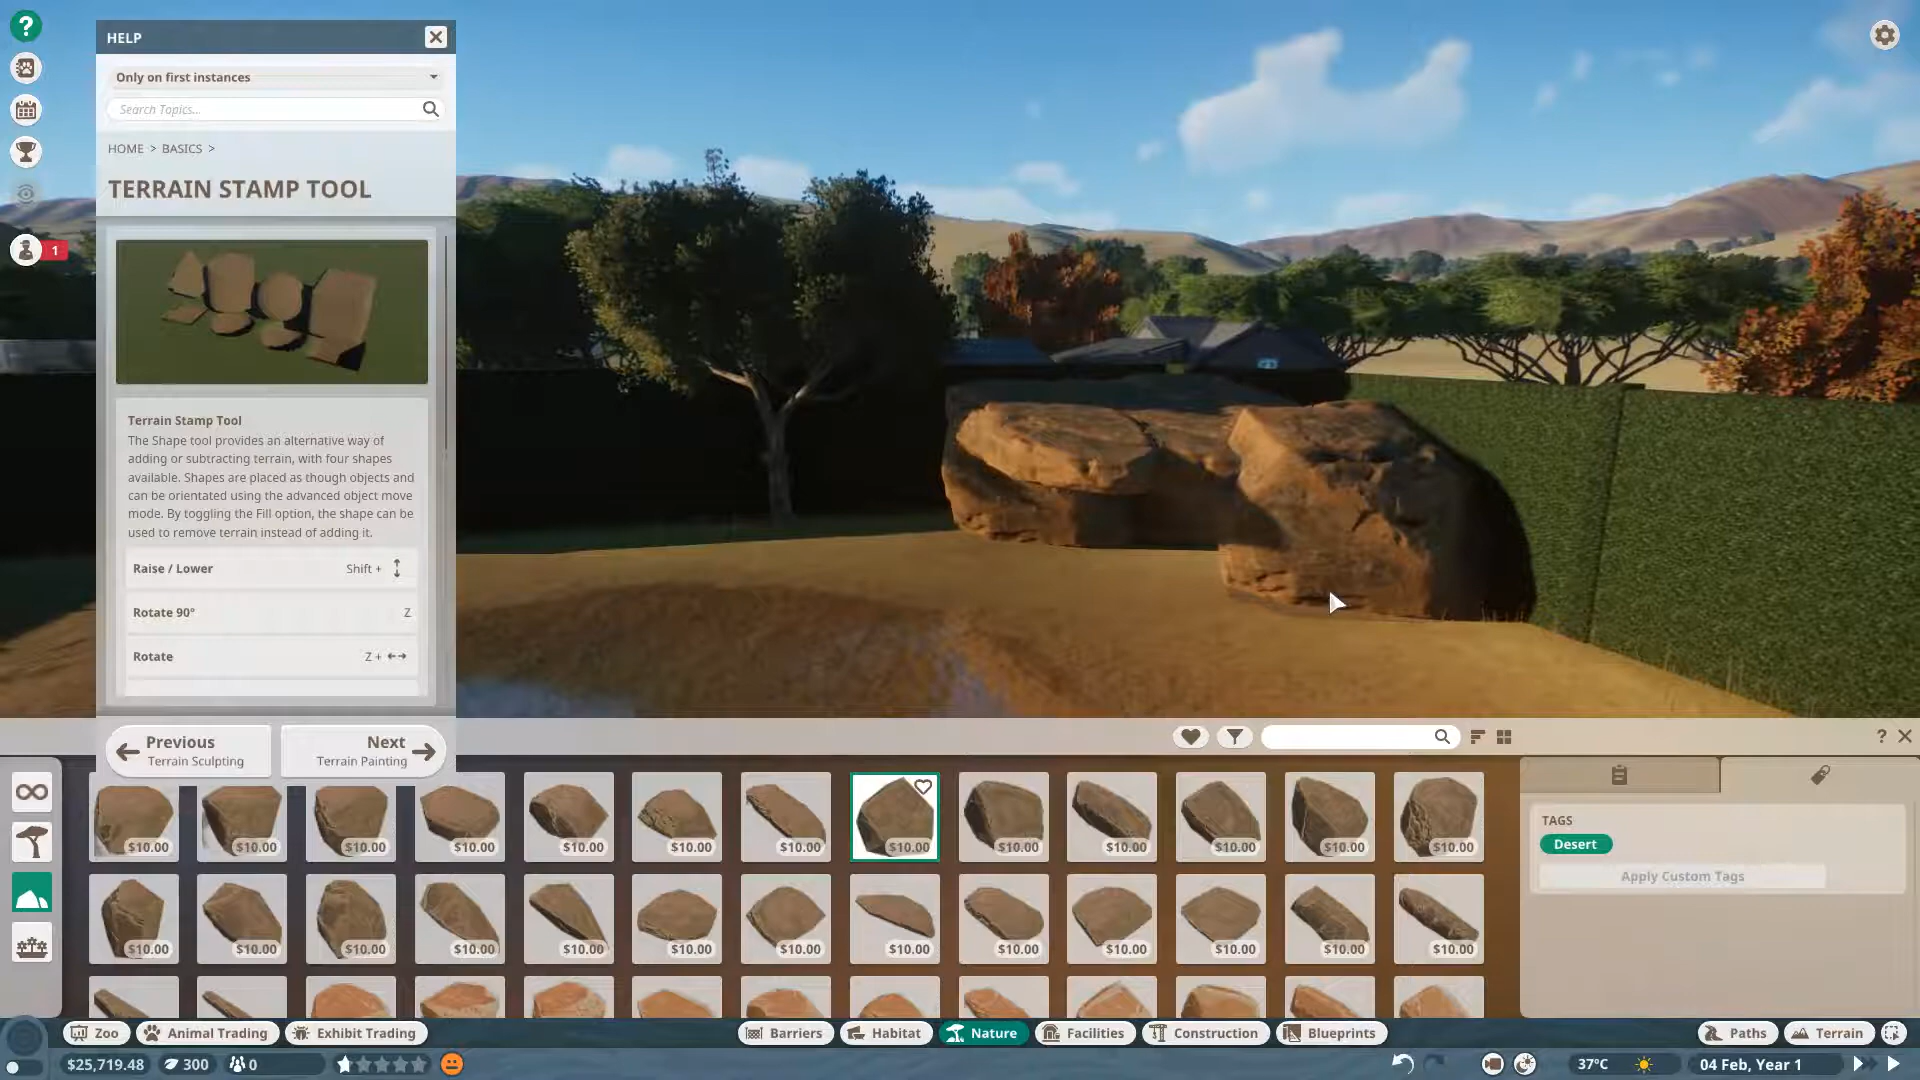 ?
HELP
Only on first instances
Search Topics...
HOME > BASICS >
TERRAIN STAMP TOOL
1
Terrain Stamp Tool
The Shape tool provides an alternative way of
adding or subtracting terrain, with four shapes
available. Shapes are placed as though objects and
can be orientated using the advanced object move
mode. By toggling the Fill option, the shape can be
used to remove terrain instead of adding it.
Raise / Lower Shift +
Rotate 90° Z
Rotate Z +
Previous
Terrain Sculpting
Next
Terrain Painting
?
$10.00 $10.00 $10.00 $10.00 $10.00 $10.00 $10.00 $10.00 $10.00 $10.00 $10.00 $10.00 $10.00
$10.00 $10.00 $10.00 $10.00 $10.00 $10.00 $10.00 $10.00 $10.00 $10.00 $10.00 $10.00 $10.00
TAGS
Desert
Apply Custom Tags
Zoo Animal Trading Exhibit Trading Barriers Habitat Nature Facilities Construction Blueprints Paths Terrain
$25,719.48 300 0 37°C 04 Feb, Year 1